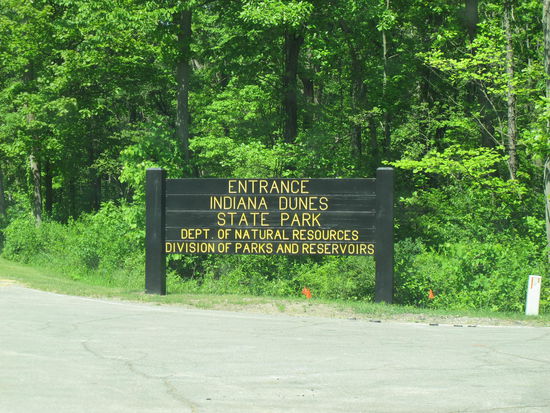 ENTRANCE
INDIANA DUNES
STATE PARK
DEPT. OF NATURAL RESOURCES
DIVISION OF PARKS AND RESERVOIRS